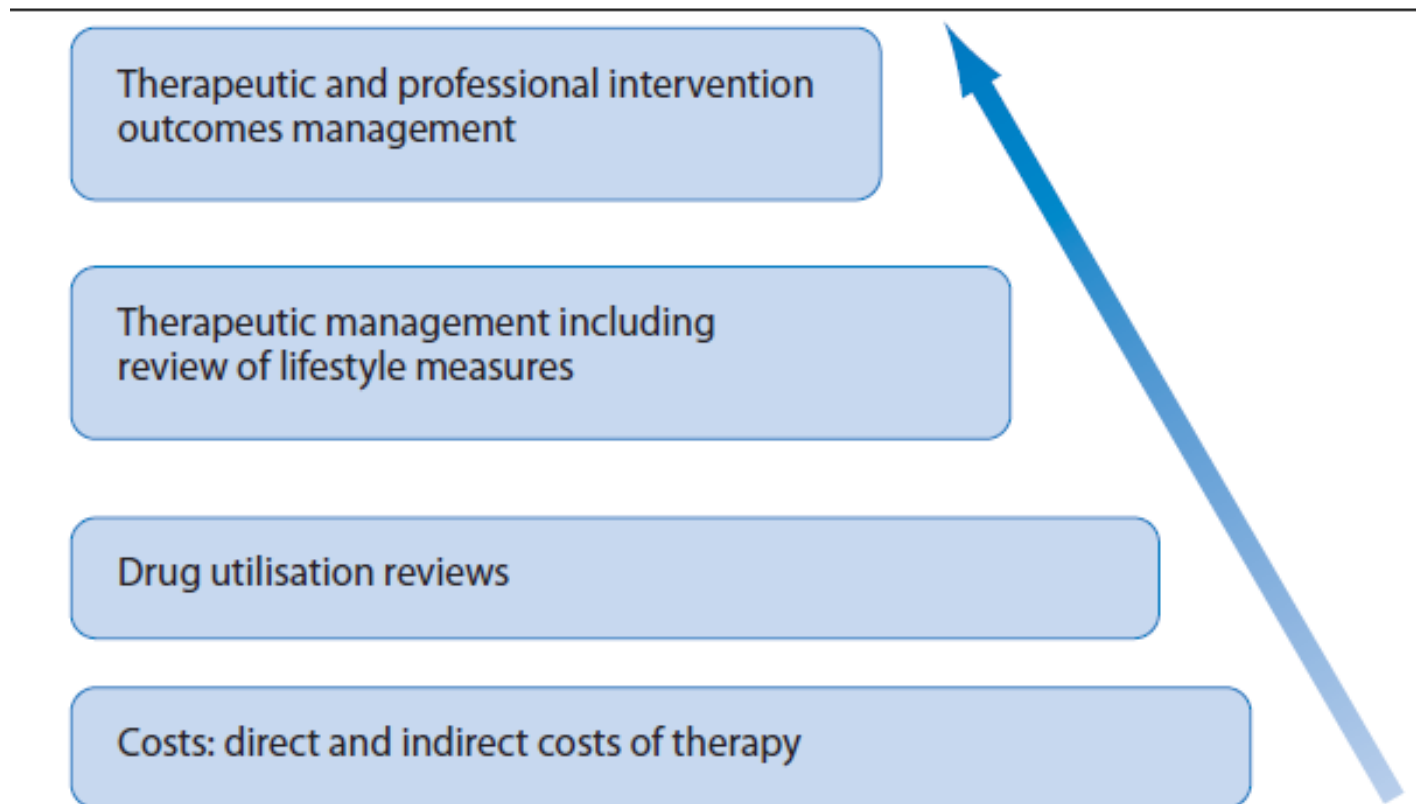 Therapeutic and professional intervention
outcomes management
Therapeutic management including
review of lifestyle measures
Drug utilisation reviews
Costs: direct and indirect costs of therapy